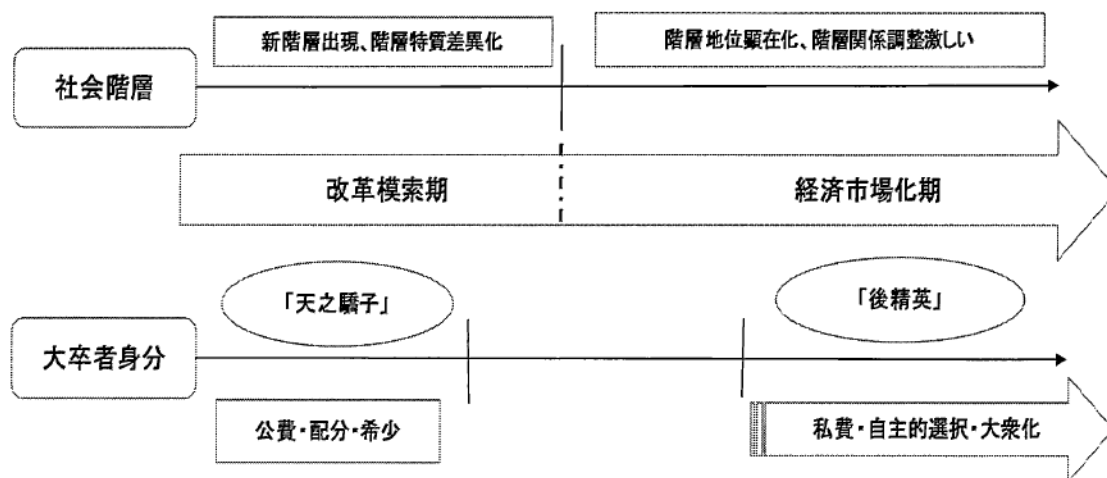 新階層出現、階層特質差異化
階層地位顕在化、階層関係調整激しい
社会階層
改革模索期
経済市場化期
「天之驕子」
「後精英」
大卒者身分
公費・配分・希少
私費・自主的選択・大衆化